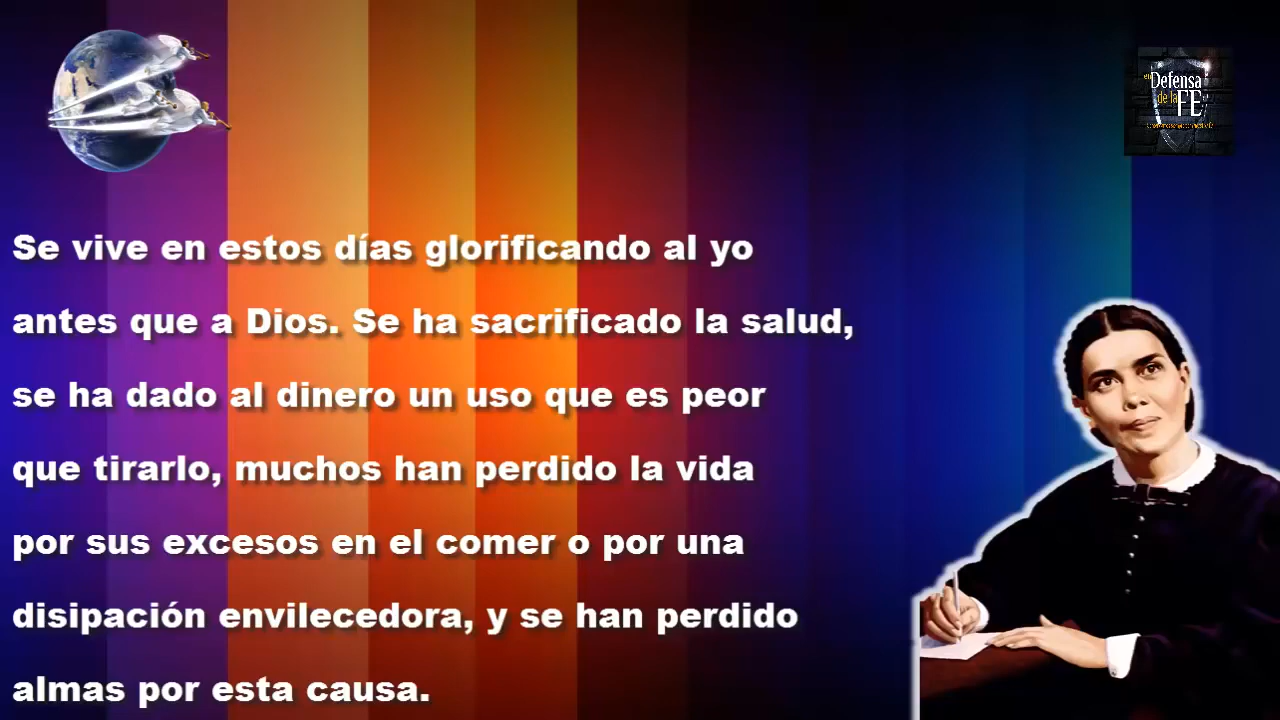 en Defensa
de la FE
Se vive en estos días glorificando al yo
antes que a Dios. Se ha sacrificado la salud,
se ha dado al dinero un uso que es peor
que tirarlo, muchos han perdido la vida
por sus excesos en el comer o por una
disipación envilecedora, y se han perdido
almas por esta causa.